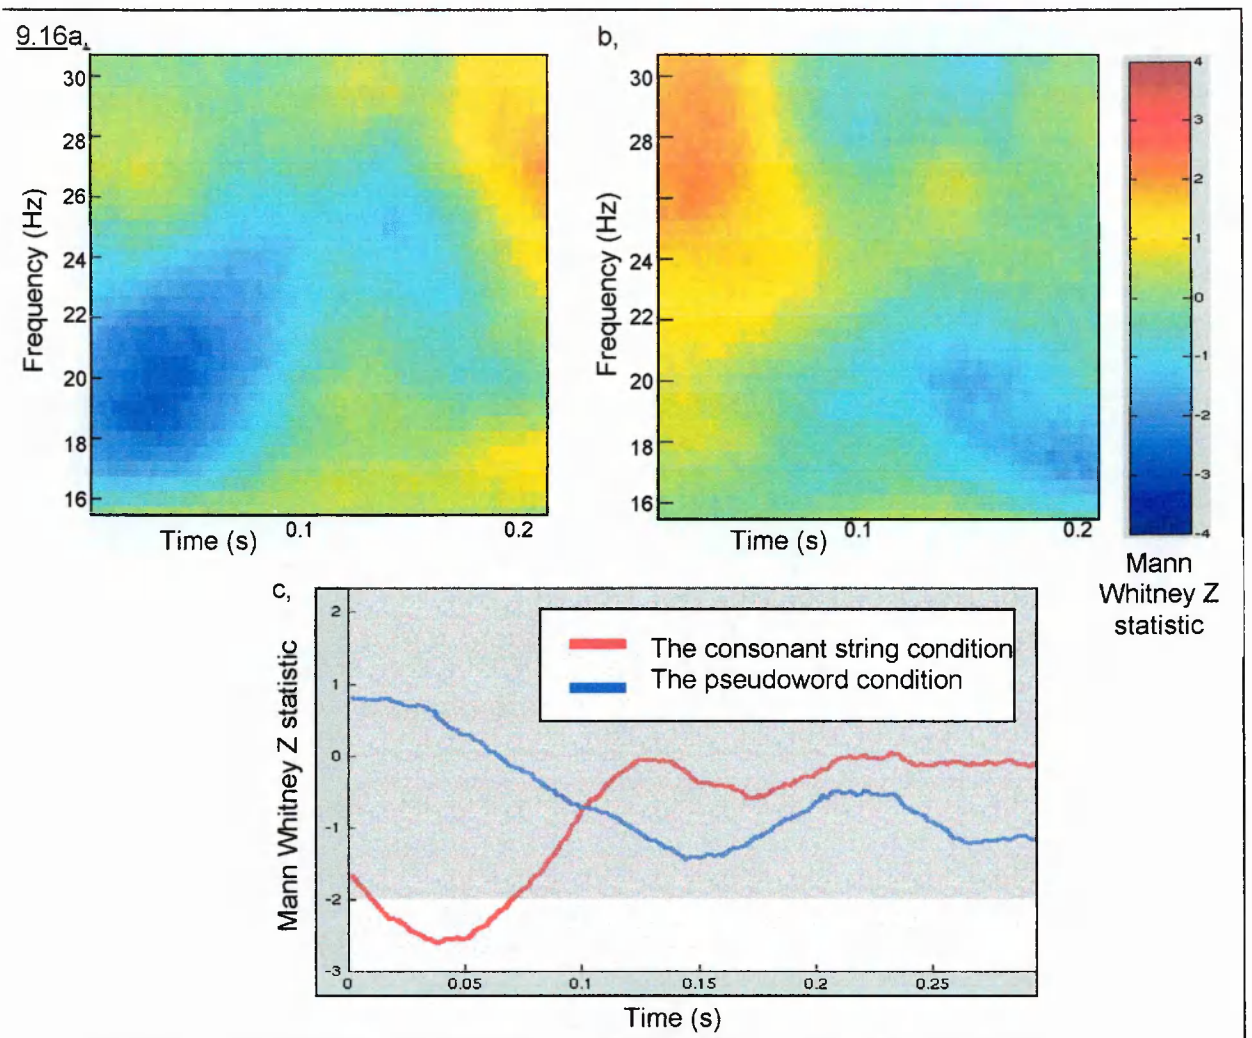 9.16a,
b,
30
28
26
24
22
20
18
16
Frequency (Hz)
Time (s)
0.1
0.2
30
28
26
24
22
20
18
16
Frequency (Hz)
Time (s)
0.1
0.2
4
3
2
1
0
-1
-2
-3
-4
Mann
Whitney Z
statistic
c,
2
1
0
-1
-2
-3
Mann Whitney Z statistic
The consonant string condition
The pseudoword condition
0
0.05
0.1
0.15
0.2
0.25
Time (s)